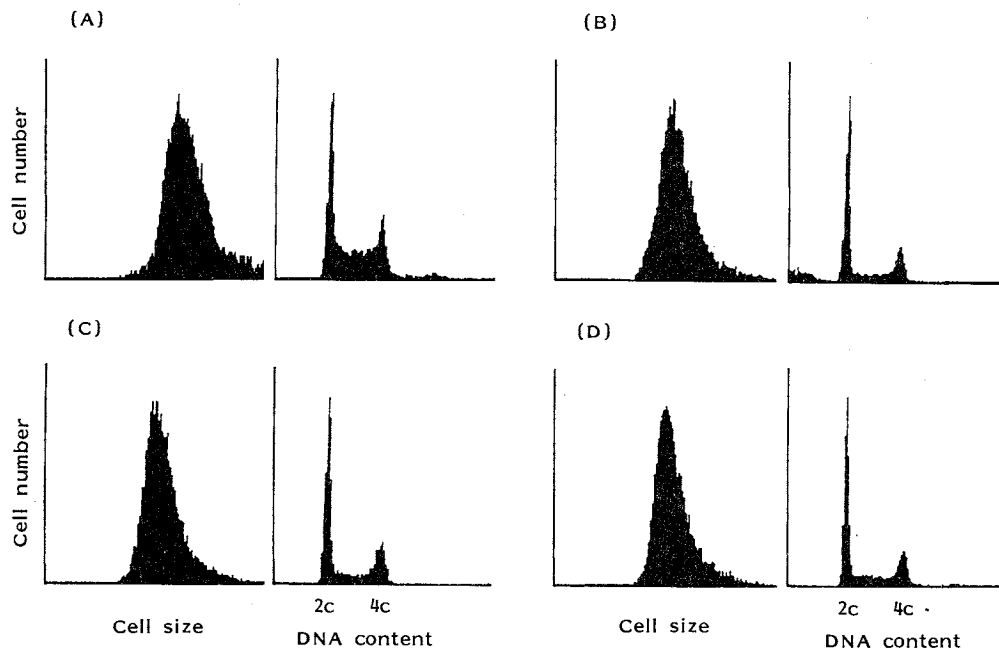 (A)
(B)
Cell number
(C)
(D)
Cell number
2c 4c
2c 4c
Cell size
DNA content
Cell size
DNA content